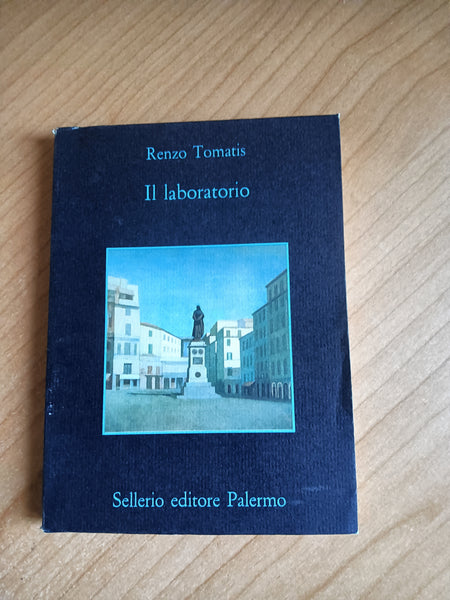 Renzo Tomatis
Il laboratorio
Sellerio editore Palermo